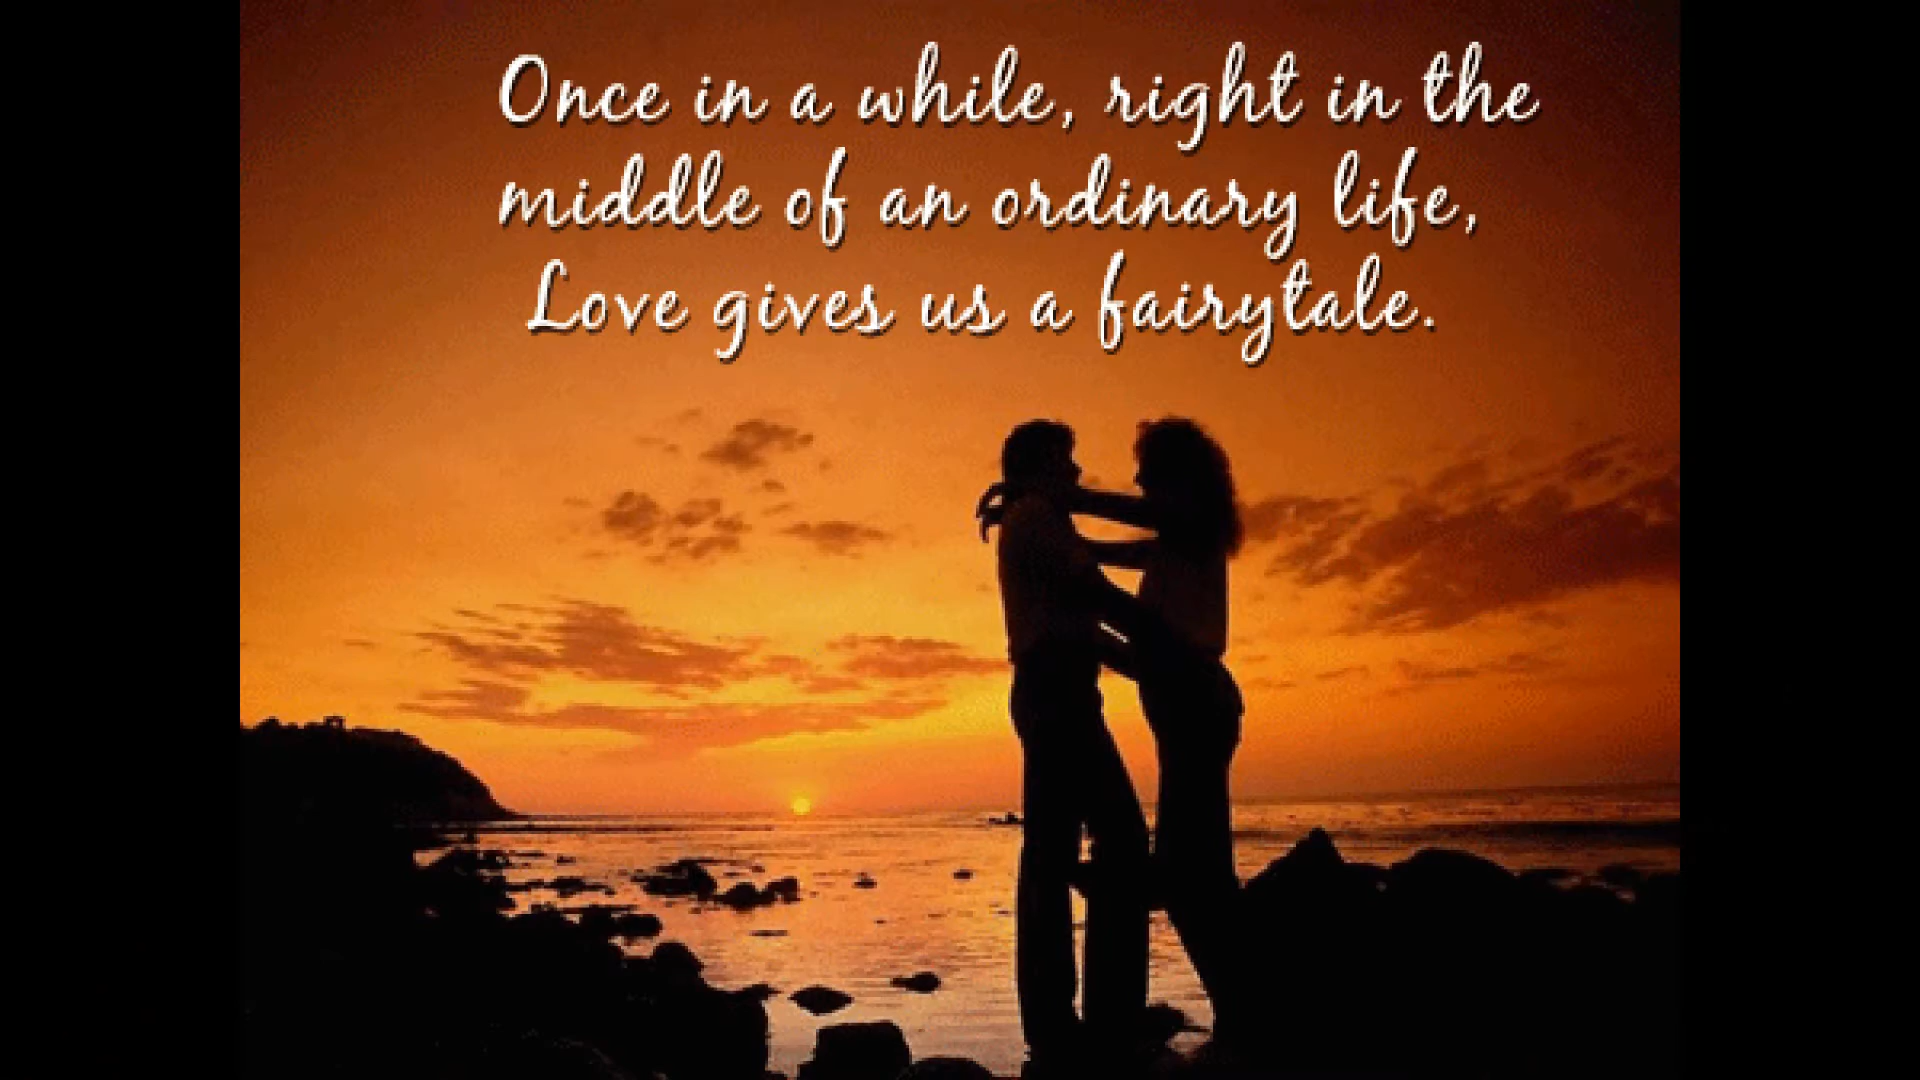 Once in a while, right in the
middle of an ordinary life,
Love gives us a fairytale.